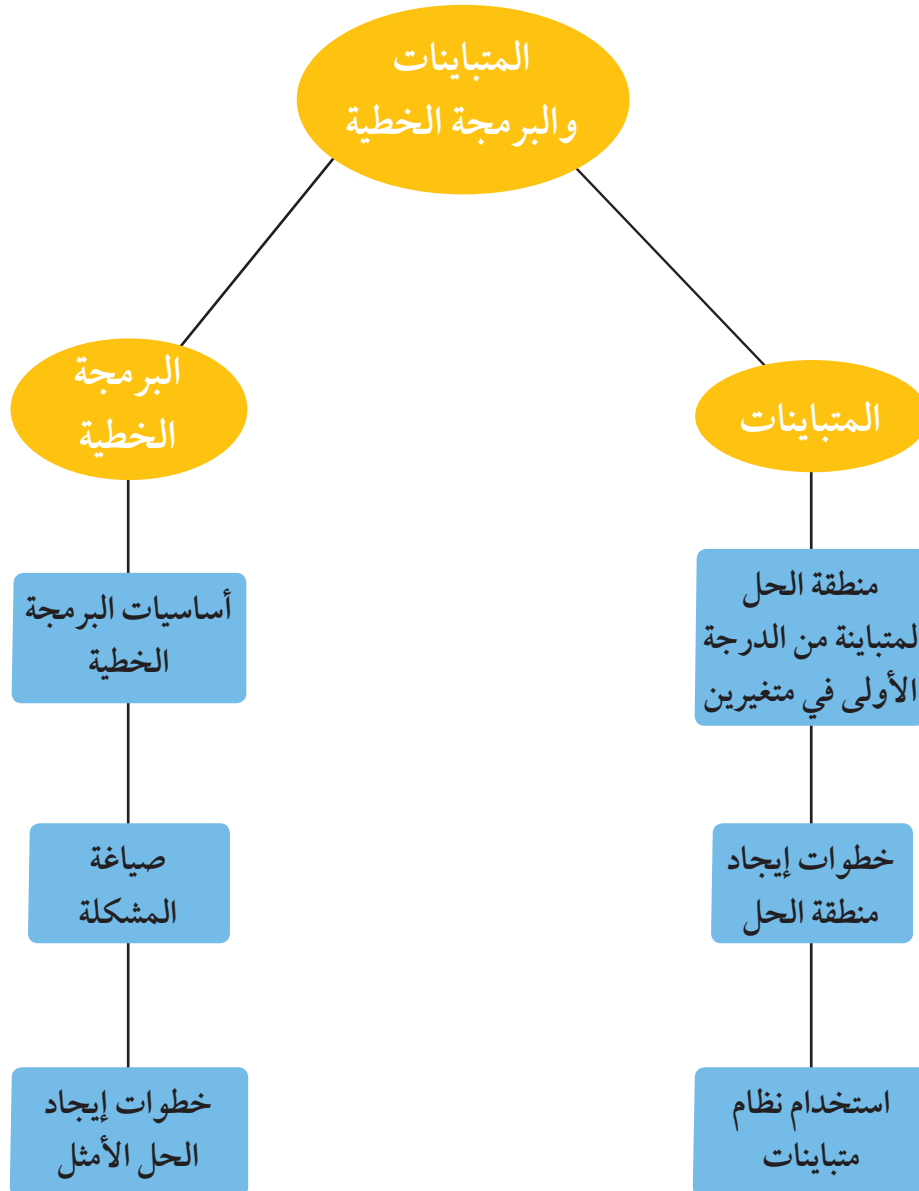 المتباينات
والبرمجة الخطية
المتباينات
منطقة الحل
لمتباينة من الدرجة
الأولى في متغيرين
خطوات إيجاد
منطقة الحل
استخدام نظام
متباينات
البرمجة
الخطية
أساسيات البرمجة
الخطية
صياغة
المشكلة
خطوات إيجاد
الحل الأمثل